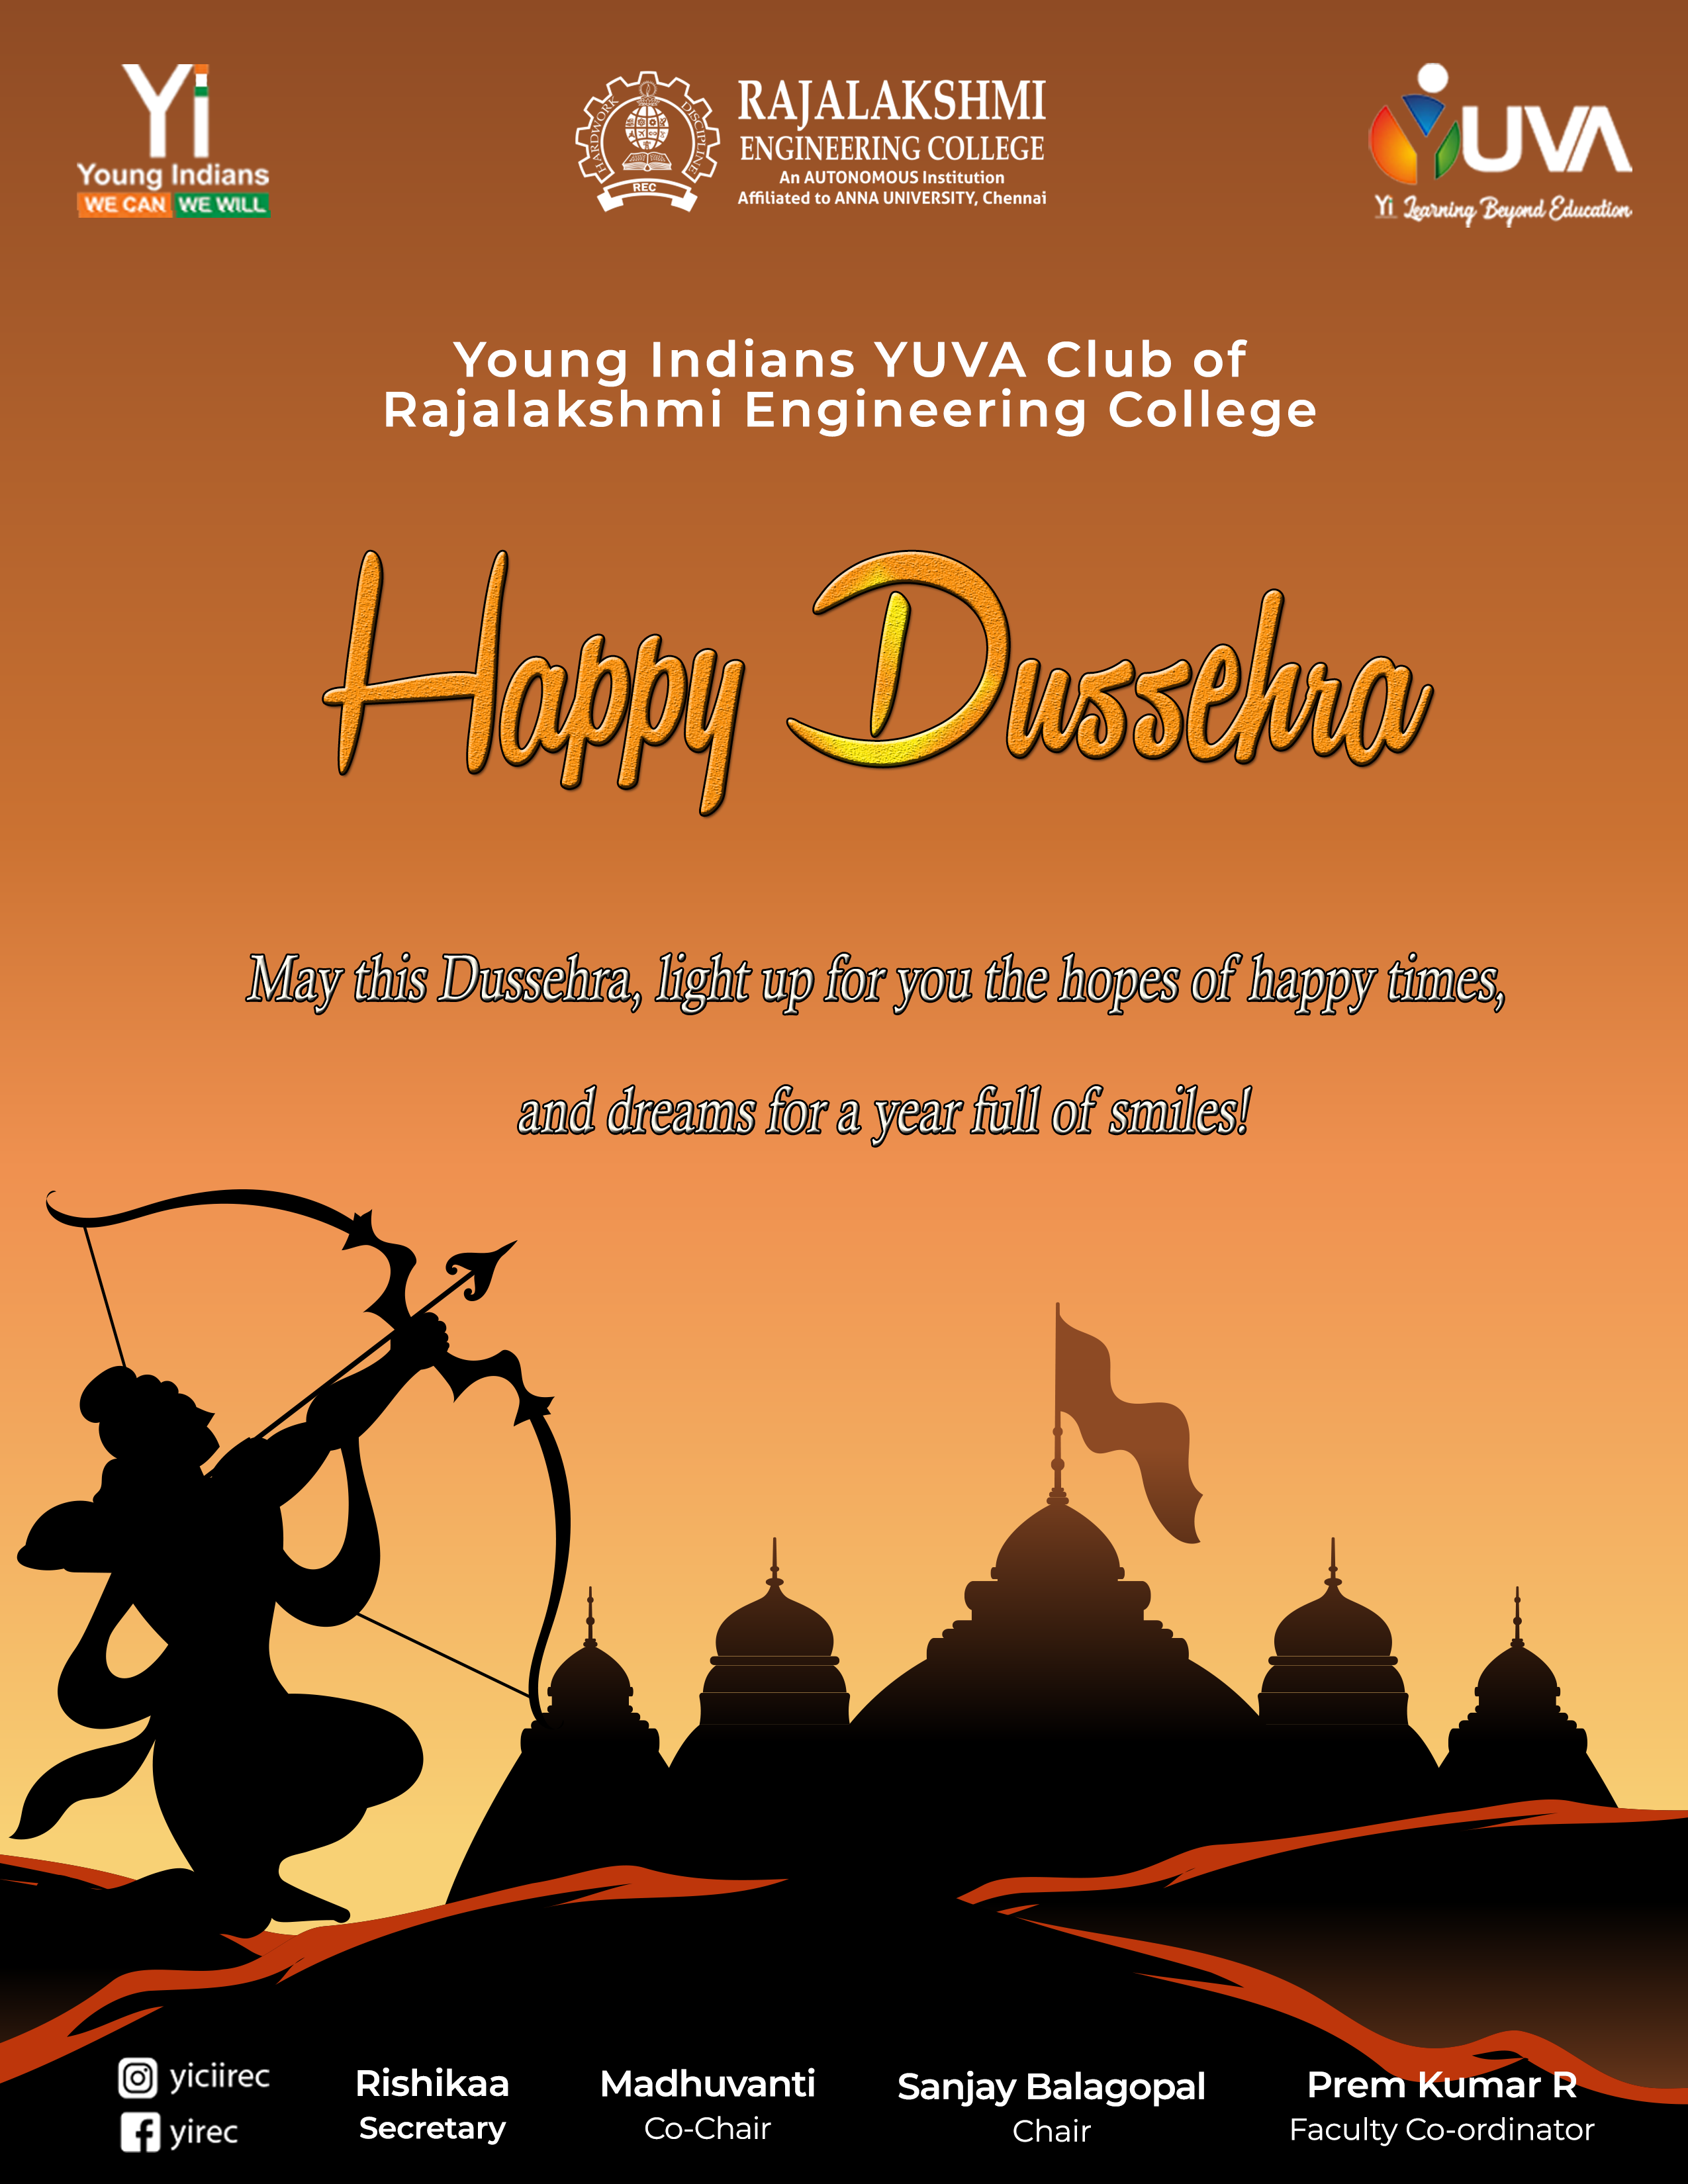 Yi
Young Indians
WE CAN WE WILL
HARDWORK
DISCIPLINE
REC
RAJALAKSHMI
ENGINEERING COLLEGE
An AUTONOMOUS Institution
Affiliated to ANNA UNIVERSITY, Chennai
YUVA
Yi Learning Beyond Education
Young Indians YUVA Club of
Rajalakshmi Engineering College
Happy Dussehra
May this Dussehra, light up for you the hopes of happy times,
and dreams for a year full of smiles!
yiciirec
yirec
Rishikaa
Secretary
Madhuvanti
Co-Chair
Sanjay Balagopal
Chair
Prem Kumar R
Faculty Co-ordinator